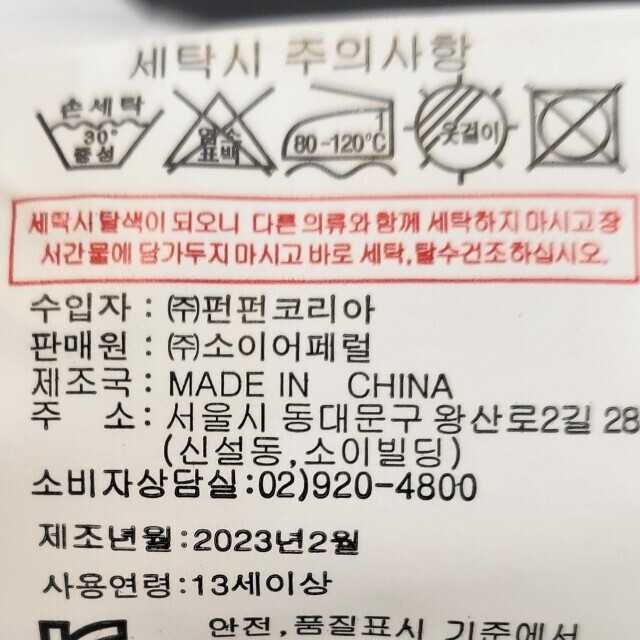 세탁시 주의사항
손세탁
30°
중성
염소
표백
80-120℃
옷걸이
세탁시 탈색이 되오니 다른 의류와 함께 세탁하지 마시고 장
시간 물에 담가두지 마시고 바로 세탁,탈수건조하십시오.
수입자 : ㈜펀펀코리아
판매원 : ㈜소이어패럴
제조국 : MADE IN CHINA
주 소 : 서울시 동대문구 왕산로2길 28
(신설동,소이빌딩)
소비자상담실:02)920-4800
제조년월:2023년2월
사용연령:13세이상
안전,품질표시 기준에서